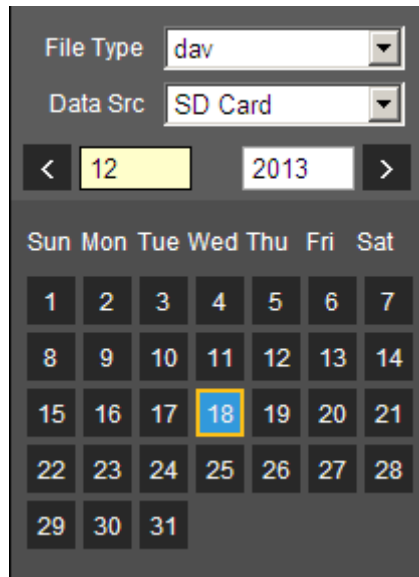 File Type dav
Data Src SD Card
< 12 2013 >
Sun Mon Tue Wed Thu Fri Sat
1 2 3 4 5 6 7
8 9 10 11 12 13 14
15 16 17 18 19 20 21
22 23 24 25 26 27 28
29 30 31